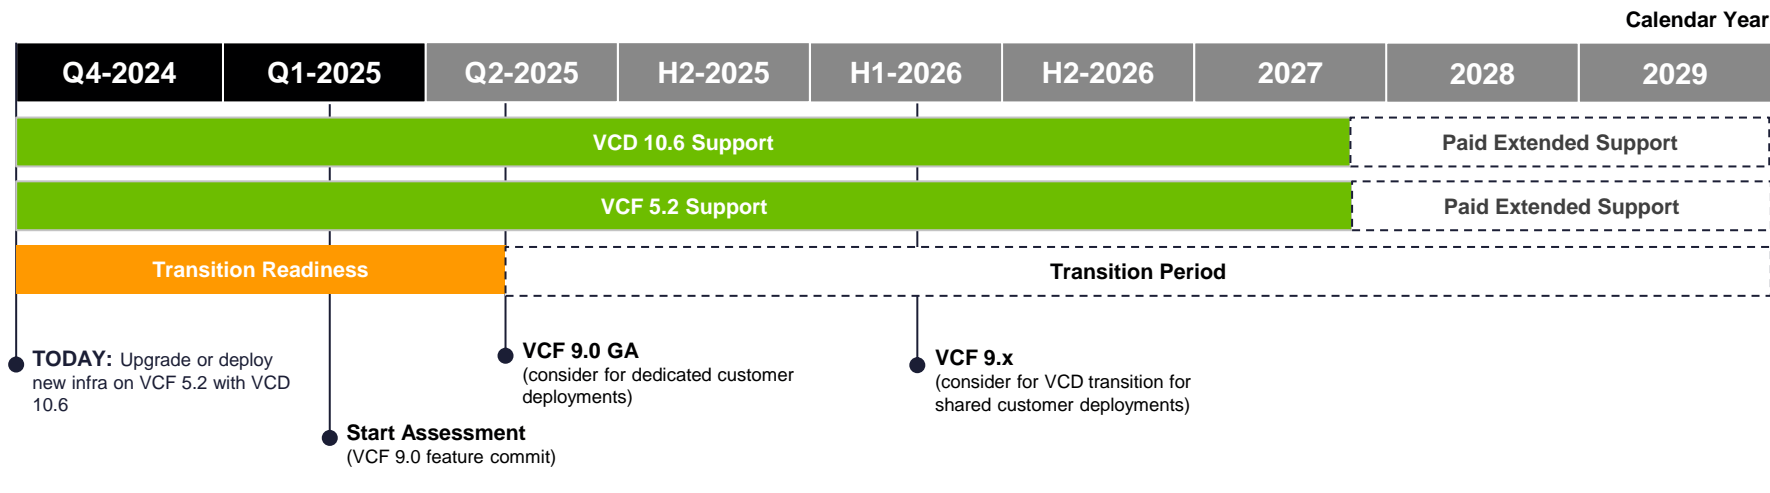 Calendar Year
Q4-2024
Q1-2025
Q2-2025
H2-2025
H1-2026
H2-2026
2027
2028
2029
VCD 10.6 Support
Paid Extended Support
VCF 5.2 Support
Paid Extended Support
Transition Readiness
Transition Period
TODAY: Upgrade or deploy
new infra on VCF 5.2 with VCD
10.6
VCF 9.0 GA
(consider for dedicated customer
deployments)
VCF 9.x
(consider for VCD transition for
shared customer deployments)
Start Assessment
(VCF 9.0 feature commit)